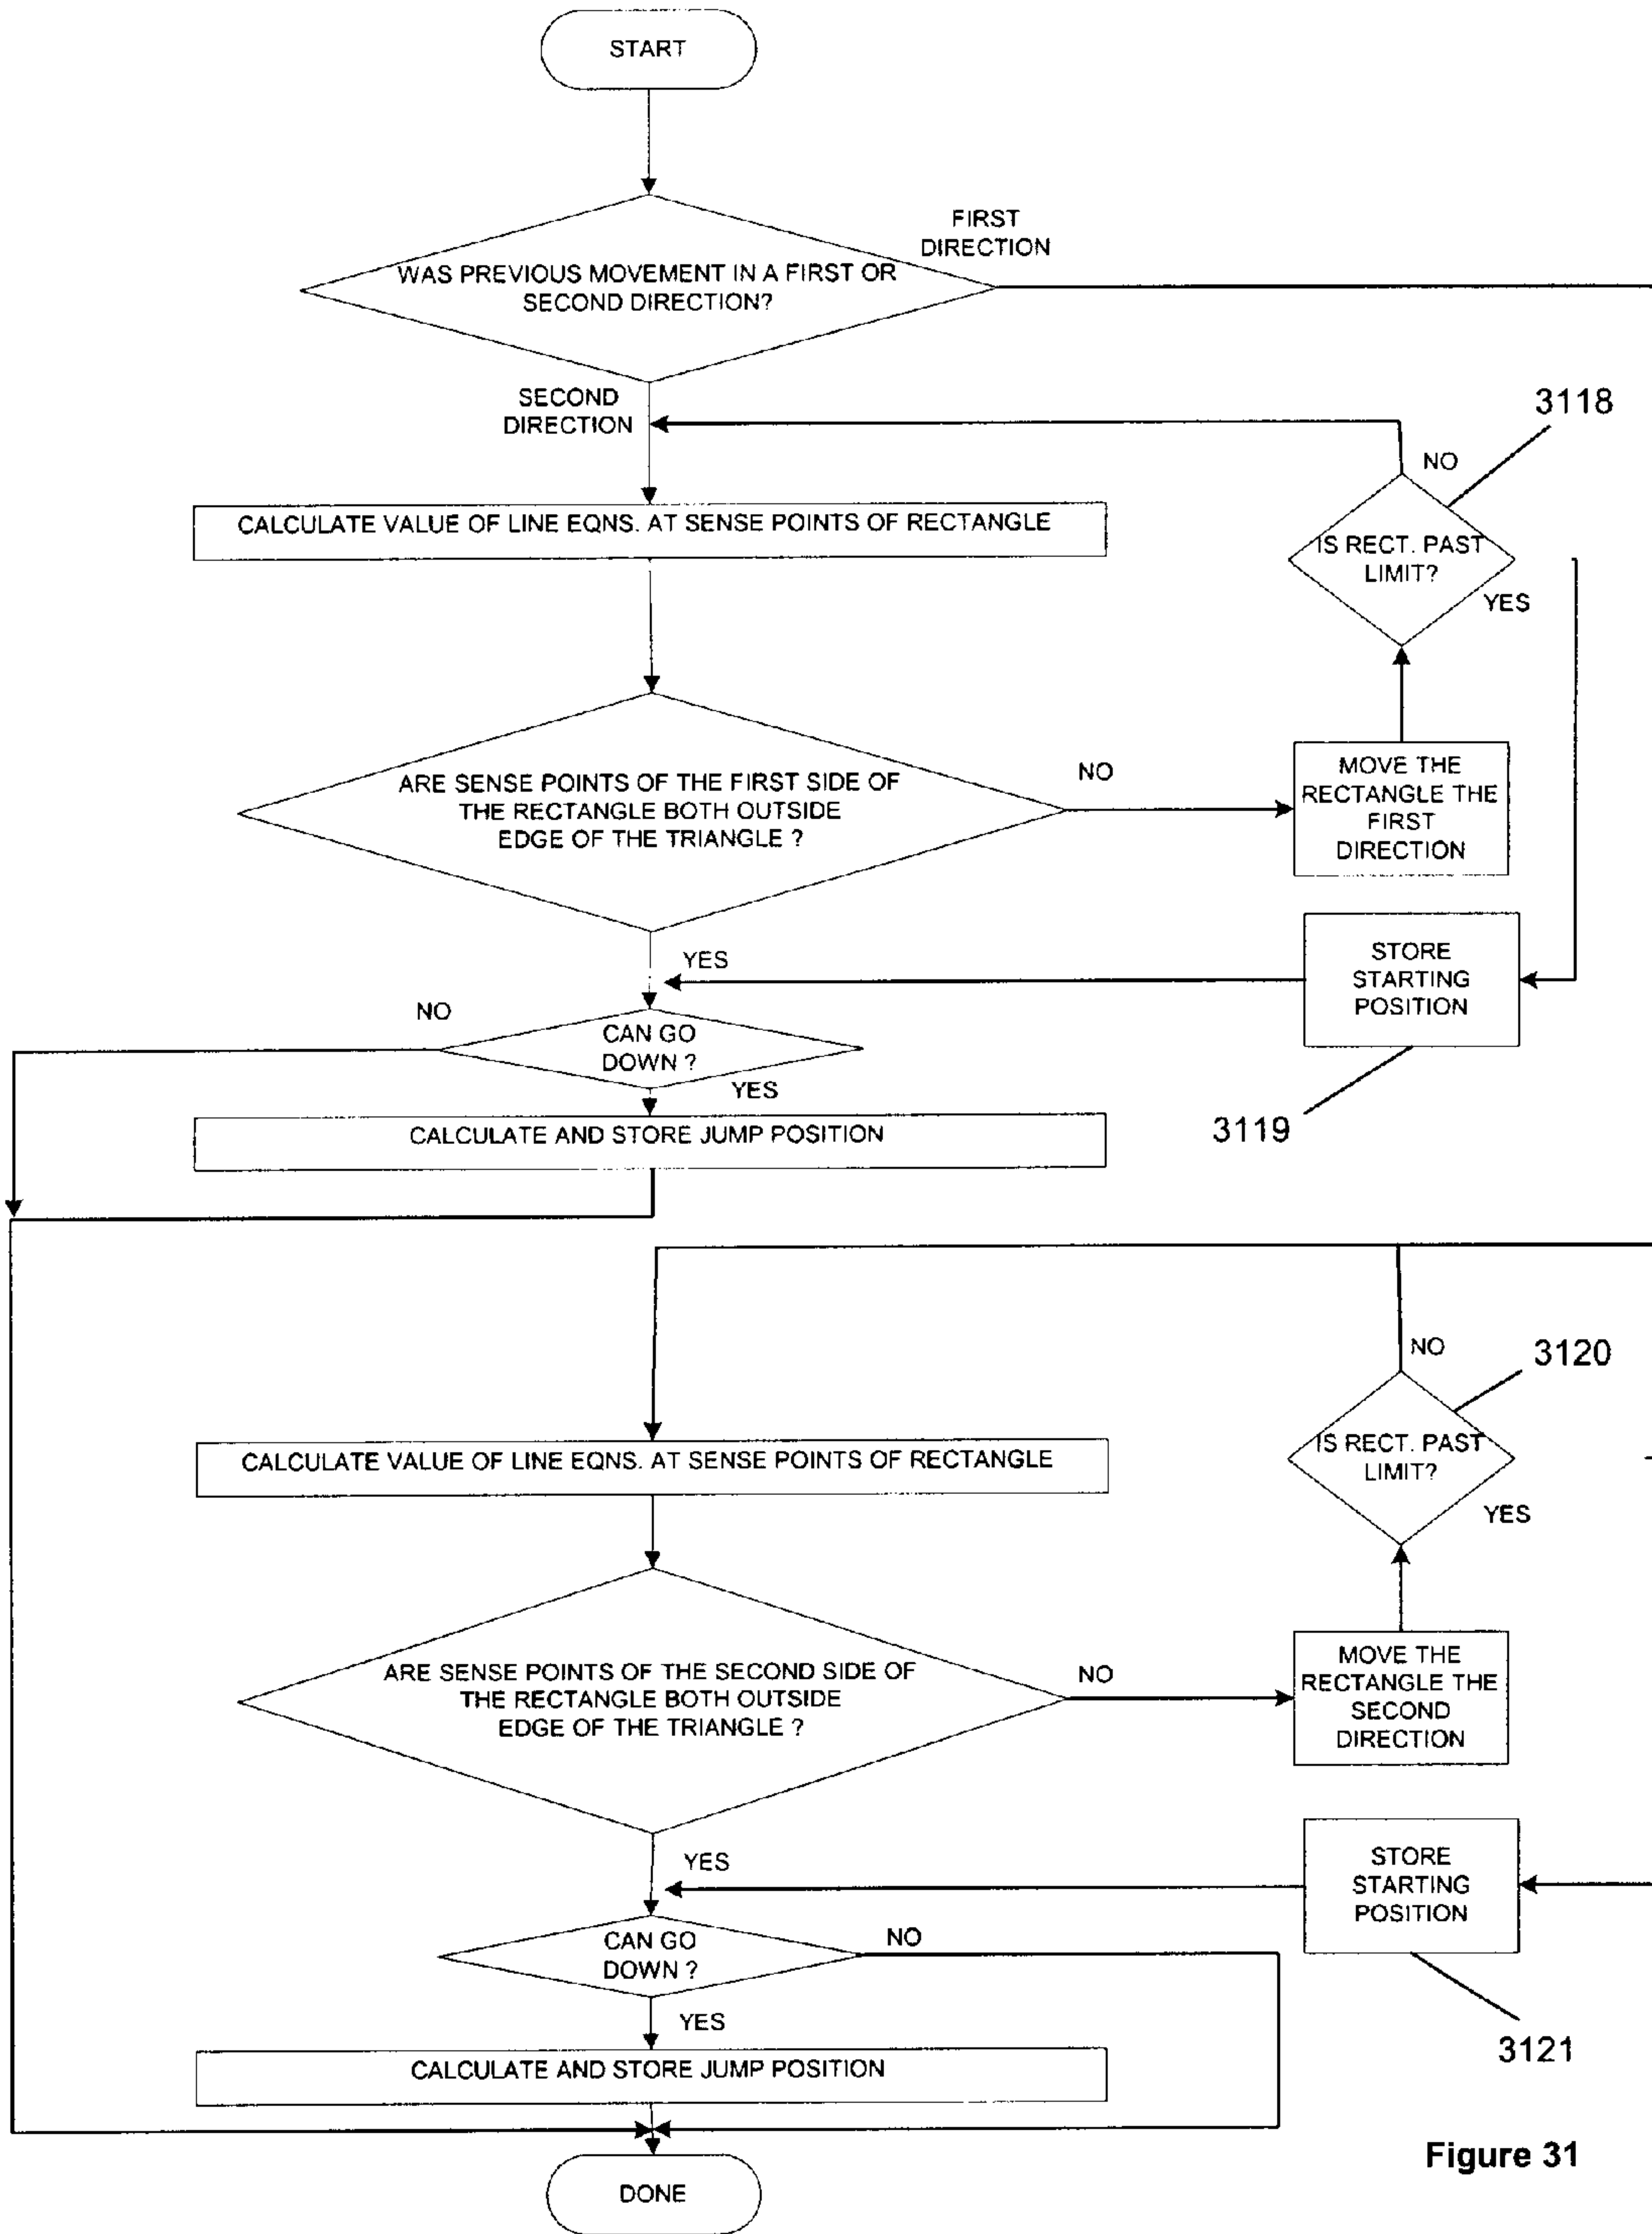 START
FIRST
DIRECTION
WAS PREVIOUS MOVEMENT IN A FIRST OR
SECOND DIRECTION?
SECOND
DIRECTION
3118
NO
CALCULATE VALUE OF LINE EQNS. AT SENSE POINTS OF RECTANGLE
IS RECT. PAST
LIMIT?
YES
ARE SENSE POINTS OF THE FIRST SIDE OF
THE RECTANGLE BOTH OUTSIDE
EDGE OF THE TRIANGLE ?
NO
MOVE THE
RECTANGLE THE
FIRST
DIRECTION
YES
STORE
STARTING
POSITION
NO
CAN GO
DOWN ?
YES
3119
CALCULATE AND STORE JUMP POSITION
NO
3120
CALCULATE VALUE OF LINE EQNS. AT SENSE POINTS OF RECTANGLE
IS RECT. PAST
LIMIT?
YES
ARE SENSE POINTS OF THE SECOND SIDE OF
THE RECTANGLE BOTH OUTSIDE
EDGE OF THE TRIANGLE ?
NO
MOVE THE
RECTANGLE THE
SECOND
DIRECTION
YES
STORE
STARTING
POSITION
CAN GO
DOWN ?
NO
YES
3121
CALCULATE AND STORE JUMP POSITION
Figure 31
DONE